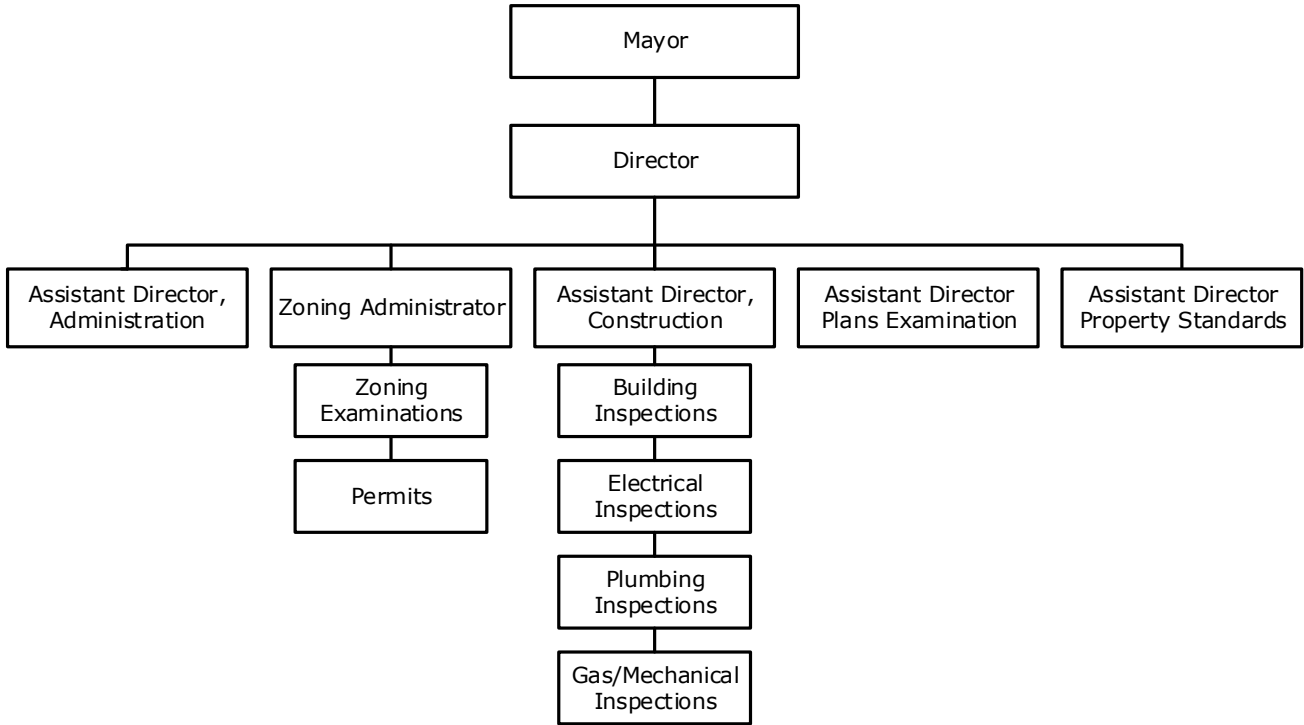 Mayor
Director
Assistant Director,
Administration
Zoning Administrator
Assistant Director,
Construction
Assistant Director
Plans Examination
Assistant Director
Property Standards
Zoning
Examinations
Permits
Building
Inspections
Electrical
Inspections
Plumbing
Inspections
Gas/Mechanical
Inspections